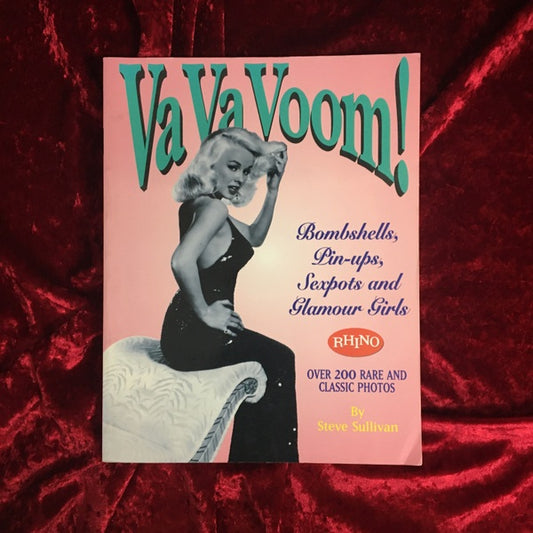 Va Va Voom!
Bombshells,
Pin-ups,
Sexpots and
Glamour Girls
RHINO
OVER 200 RARE AND
CLASSIC PHOTOS
By
Steve Sullivan